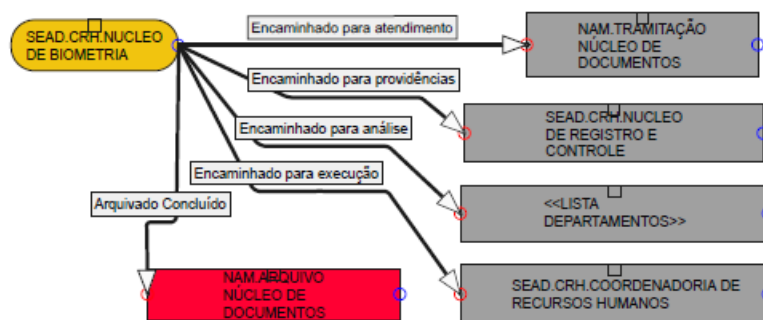 SEAD.CRH.NUCLEO
DE BIOMETRIA
Encaminhado para atendimento
NAM.TRAMITAÇÃO
NÚCLEO DE
DOCUMENTOS
Encaminhado para providências
SEAD.CRH.NUCLEO
DE REGISTRO E
CONTROLE
Encaminhado para análise
Encaminhado para execução
<<LISTA
DEPARTAMENTOS>>
Arquivado Concluído
NAM.ARQUIVO
NÚCLEO DE
DOCUMENTOS
SEAD.CRH.COORDENADORIA DE
RECURSOS HUMANOS